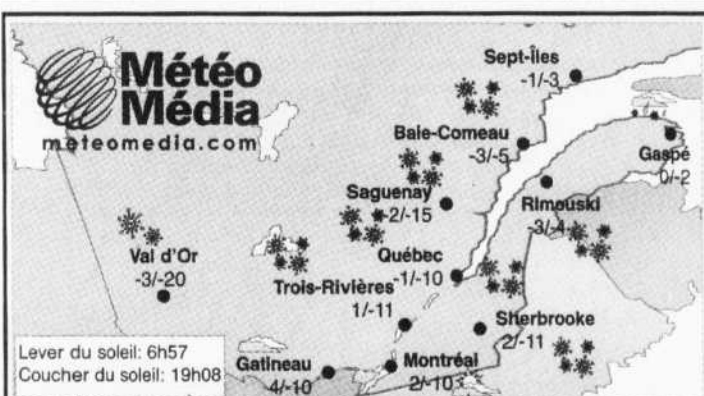 Météo
Média
meteomedia.com
Sept-Îles
-1/-3
Baie-Comeau
-3/-5
Gaspé
0/-2
Saguenay
-2/-15
Rimouski
-3/-4
Val d'Or
-3/-20
Québec
-1/-10
Trois-Rivières
1/-11
Sherbrooke
2/-11
Lever du soleil: 6h57
Coucher du soleil: 19h08
Gatineau
4/-10
Montréal
2/-10